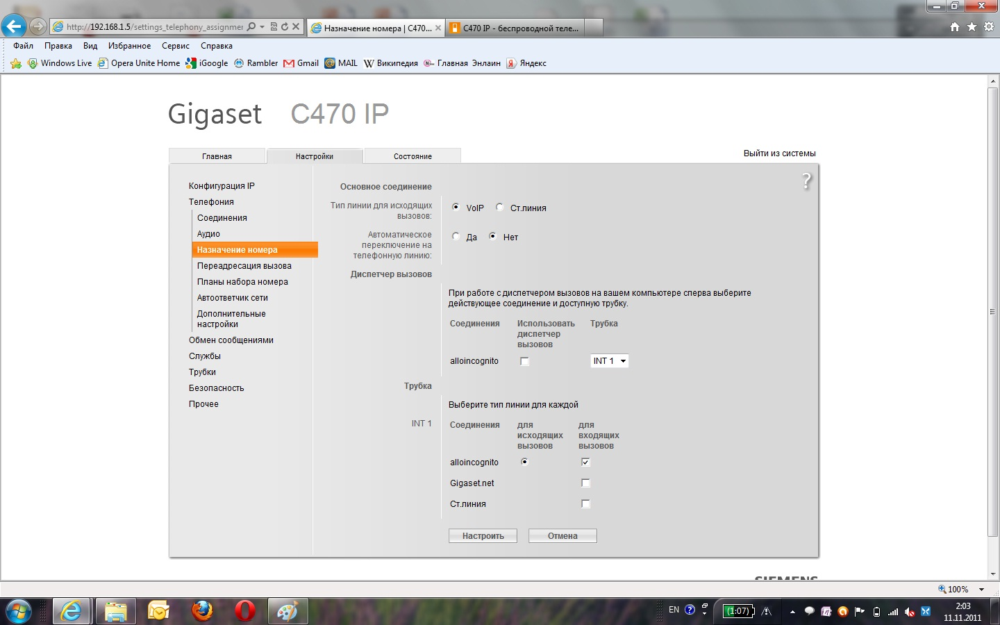 http://192.168.1.5/settings_telephony_assignmer
Назначение номера | C470...
C470 IP - беспроводной теле...
Файл Правка Вид Избранное Сервис Справка
Windows Live Opera Unite Home iGoogle Rambler Gmail MAIL Википедия Главная Энлаин Яндекс
Gigaset C470 IP
Главная Настройки Состояние Выйти из системы
?
Конфигурация IP
Телефония
Соединения
Аудио
Назначение номера
Переадресация вызова
Планы набора номера
Автоответчик сети
Дополнительные
настройки
Обмен сообщениями
Службы
Трубки
Безопасность
Прочее
Основное соединение
Тип линии для исходящих
вызовов:
VoIP Ст.линия
Автоматическое
переключение на
телефонную линию:
Да Нет
Диспетчер вызовов
При работе с диспетчером вызовов на вашем компьютере сперва выберите
действующее соединение и доступную трубку.
Соединения Использовать Трубка
диспетчер
вызовов
alloincognito INT 1
Трубка
Выберите тип линии для каждой
INT 1
Соединения для для
исходящих входящих
вызовов вызовов
alloincognito
Gigaset.net
Ст.линия
Настроить Отмена
SIEMENS
100%
EN
(1:07)
2:03
11.11.2011